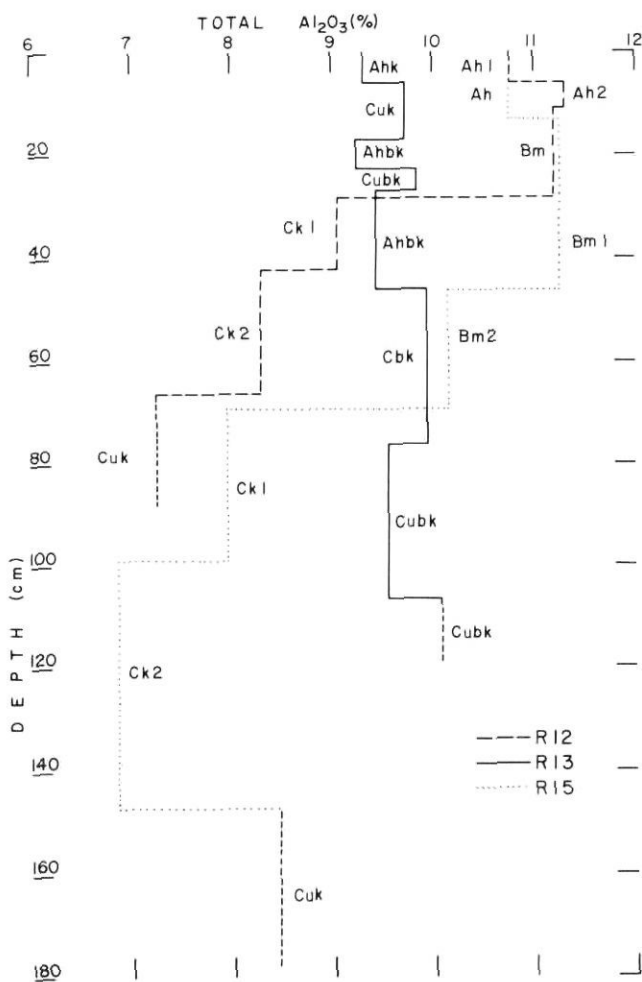 TOTAL Al2O3(%)
6 7 8 9 10 11 12
Ahk Ah1
Cuk Ah Ah2
20 Ahbk Bm
Cubk
Ck1
Ahbk Bm1
40
Ck2 Bm2
60 Cbk
Cuk
80 Ck1
Cubk
100
DEPTH (cm)
Cubk
120
Ck2
R12
140 R13
R15
160
Cuk
180